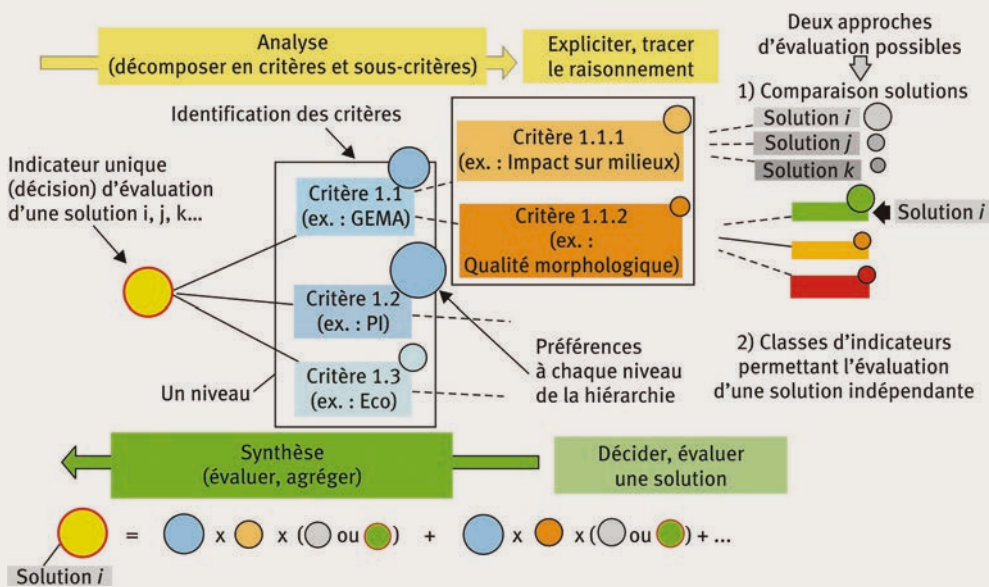 Analyse
(décomposer en critères et sous-critères)
Expliciter, tracer
le raisonnement
Deux approches
d'évaluation possibles
1) Comparaison solutions
Solution i
Solution j
Solution k
Identification des critères
Indicateur unique
(décision) d'évaluation
d'une solution i, j, k...
Critère 1.1
(ex. : GEMA)
Critère 1.1.1
(ex. : Impact sur milieux)
Critère 1.1.2
(ex. :
Qualité morphologique)
Solution i
Critère 1.2
(ex. : PI)
Critère 1.3
(ex. : Eco)
Un niveau
Préférences
à chaque niveau
de la hiérarchie
2) Classes d'indicateurs
permettant l'évaluation
d'une solution indépendante
Synthèse
(évaluer, agréger)
Décider, évaluer
une solution
= x x ( ou ) + x x ( ou ) + ...
Solution i